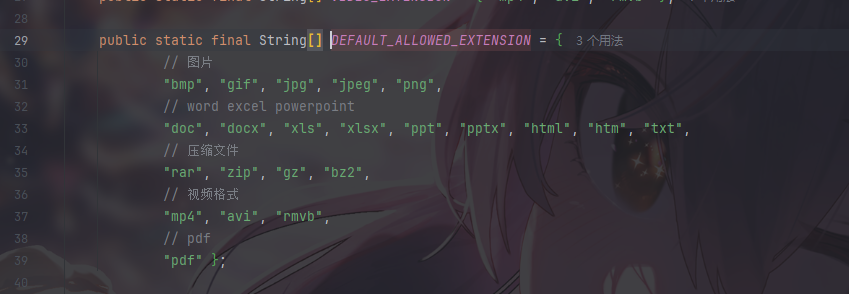 28
29 public static final String[] DEFAULT_ALLOWED_EXTENSION = { 3 个用法
30 // 图片
31 "bmp", "gif", "jpg", "jpeg", "png",
32 // word excel powerpoint
33 "doc", "docx", "xls", "xlsx", "ppt", "pptx", "html", "htm", "txt",
34 // 压缩文件
35 "rar", "zip", "gz", "bz2",
36 // 视频格式
37 "mp4", "avi", "rmvb",
38 // pdf
39 "pdf" };
40